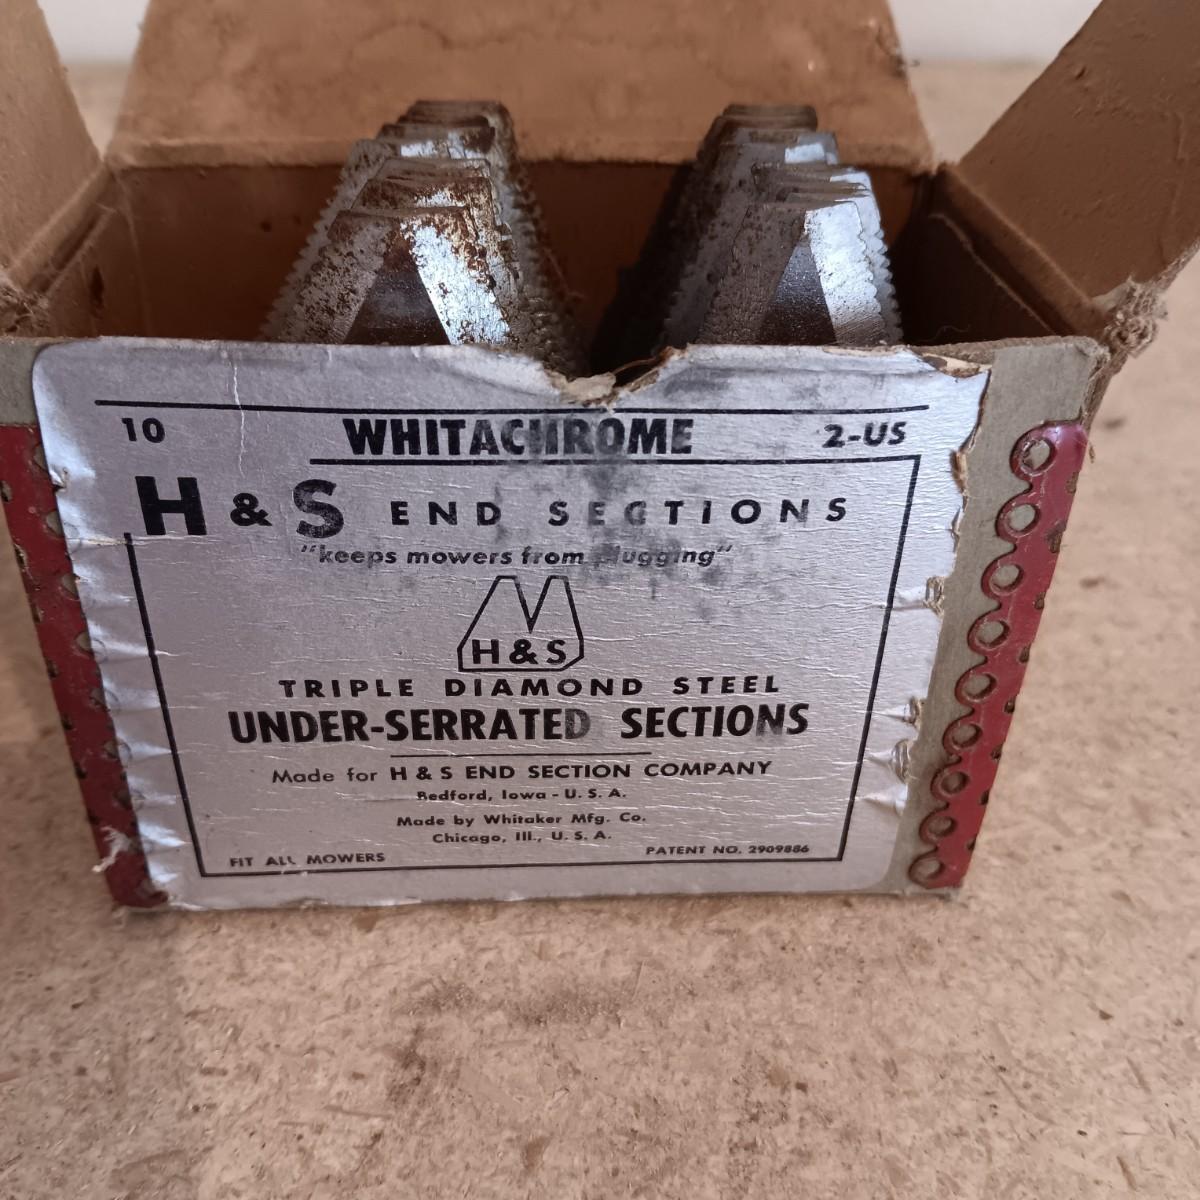 10 WHITACHROME 2-US
H & S END SECTIONS
"keeps mowers from plugging"
H & S
TRIPLE DIAMOND STEEL
UNDER-SERRATED SECTIONS
Made for H & S END SECTION COMPANY
Bedford, Iowa - U. S. A.
Made by Whitaker Mfg. Co.
Chicago, Ill., U. S. A.
FIT ALL MOWERS PATENT NO. 2909886